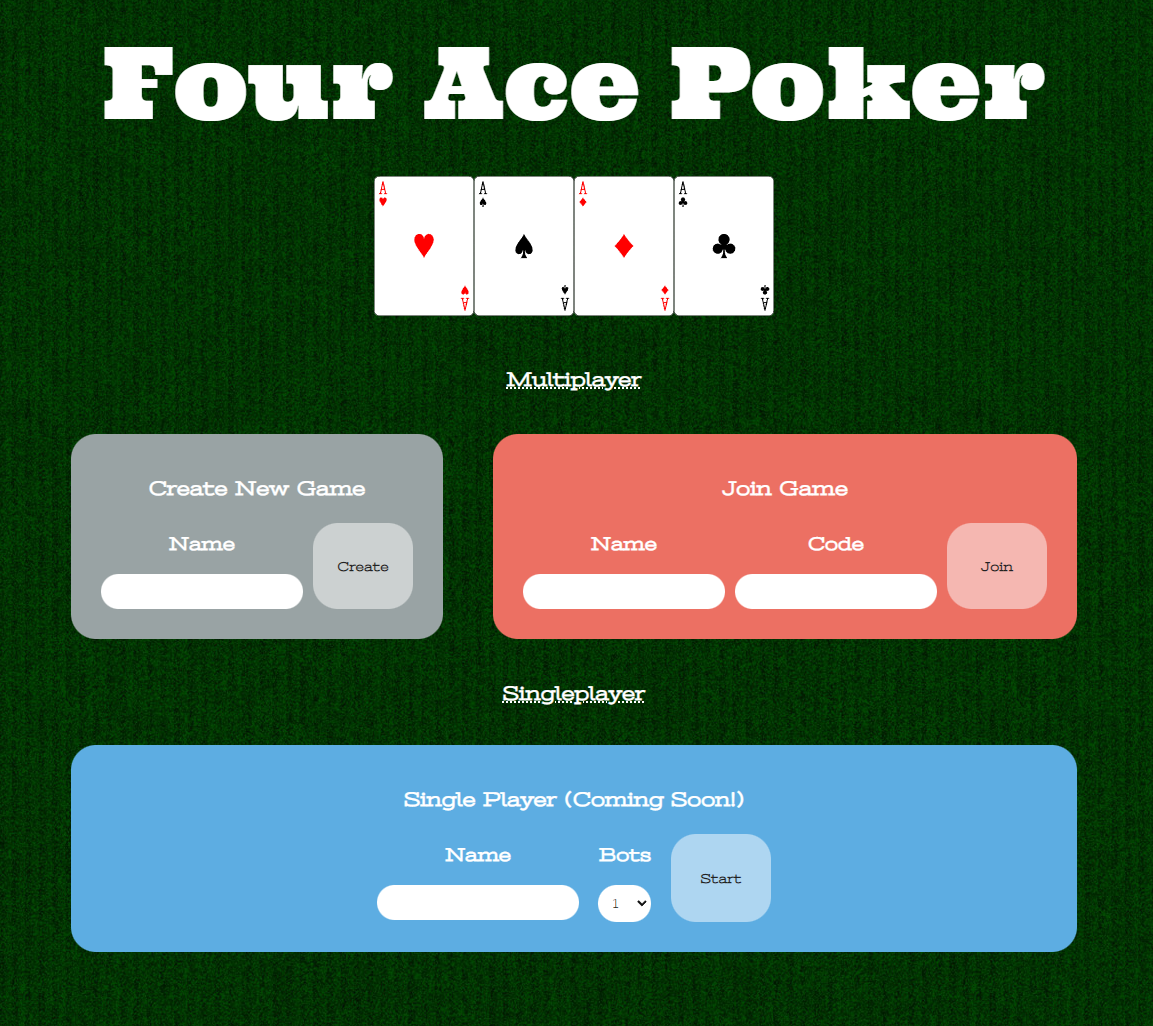 Four Ace Poker
A A A A
A A A A
Multiplayer
Create New Game
Name
Create
Join Game
Name Code
Join
Singleplayer
Single Player (Coming Soon!)
Name Bots
1
Start